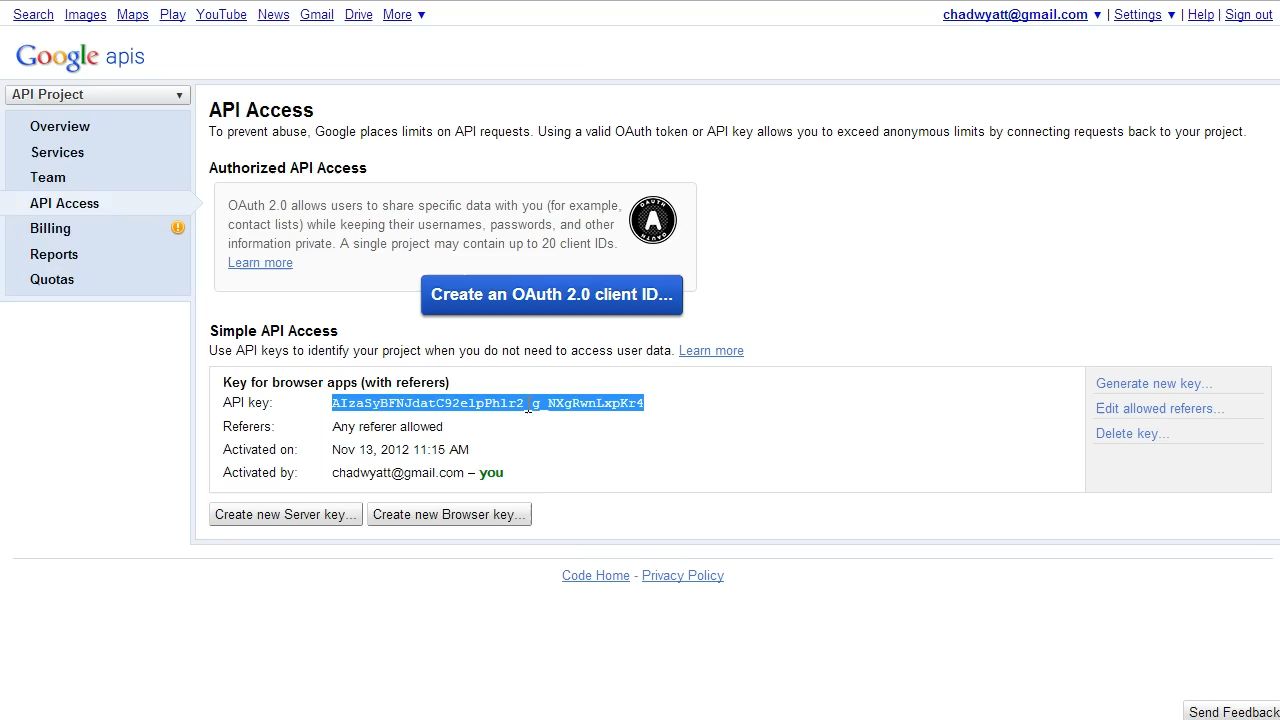 Search Images Maps Play YouTube News Gmail Drive More ▼
chadwyatt@gmail.com ▼ | Settings ▼ | Help | Sign out
Google apis
API Project ▼
Overview
Services
Team
API Access
Billing
Reports
Quotas
API Access
To prevent abuse, Google places limits on API requests. Using a valid OAuth token or API key allows you to exceed anonymous limits by connecting requests back to your project.
Authorized API Access
OAuth 2.0 allows users to share specific data with you (for example,
contact lists) while keeping their usernames, passwords, and other
information private. A single project may contain up to 20 client IDs.
Learn more
OAUTH
A
OAUTH
Create an OAuth 2.0 client ID...
Simple API Access
Use API keys to identify your project when you do not need to access user data. Learn more
Key for browser apps (with referers)
API key:
Referers: Any referer allowed
Activated on: Nov 13, 2012 11:15 AM
Activated by: chadwyatt@gmail.com – you
Generate new key...
Edit allowed referers...
Delete key...
Create new Server key... Create new Browser key...
Code Home - Privacy Policy
Send Feedback